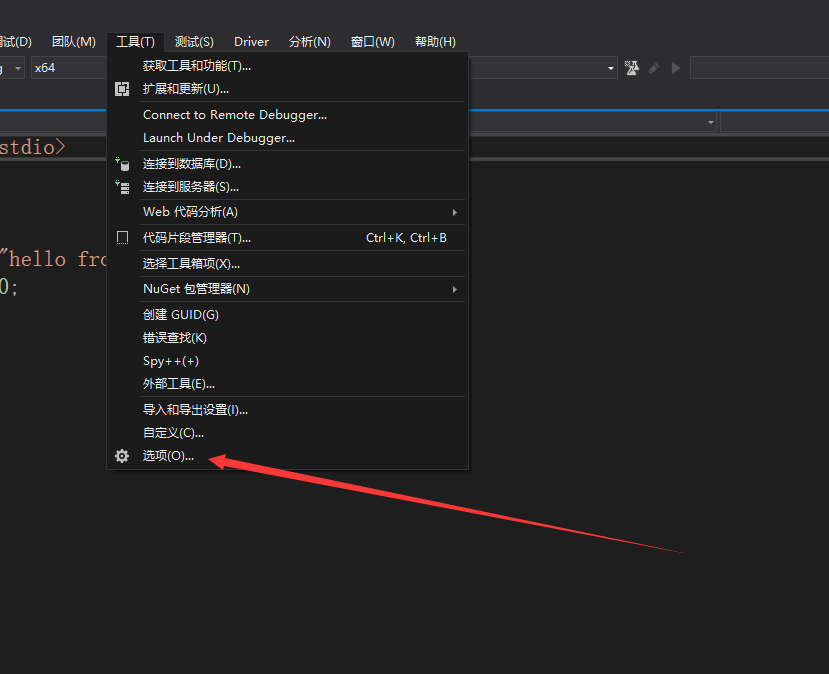 试(D) 团队(M) 工具(T) 测试(S) Driver 分析(N) 窗口(W) 帮助(H)
g x64
获取工具和功能(T)...
扩展和更新(U)...
Connect to Remote Debugger...
Launch Under Debugger...
stdio>
连接到数据库(D)...
连接到服务器(S)...
Web 代码分析(A)
代码片段管理器(T)... Ctrl+K, Ctrl+B
"hello fro
选择工具箱项(X)...
0;
NuGet 包管理器(N)
创建 GUID(G)
错误查找(K)
Spy++(+)
外部工具(E)...
导入和导出设置(I)...
自定义(C)...
选项(O)...